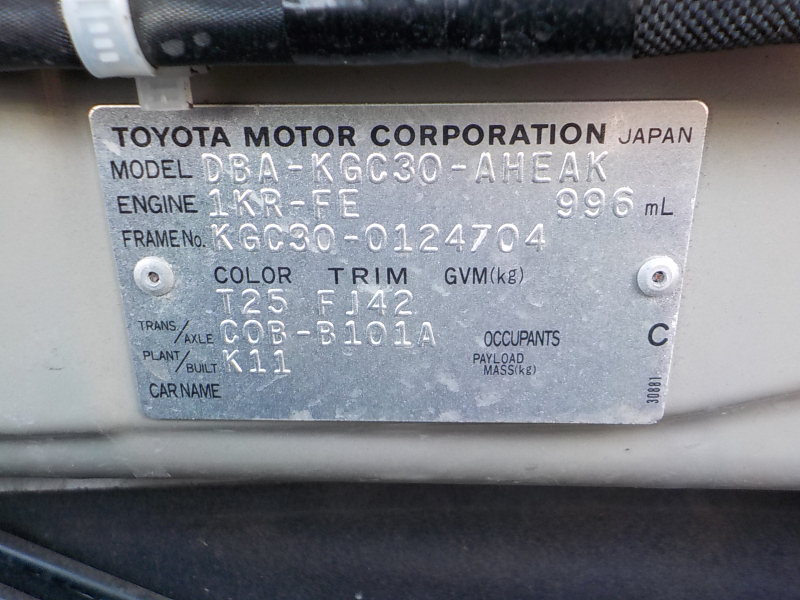 TOYOTA MOTOR CORPORATION JAPAN
MODEL DBA-KGC30-AHEAK
ENGINE 1KR-FE 996 mL
FRAME No. KGC30-0124704
COLOR TRIM GVM(kg)
T25 FJ42
TRANS./AXLE C0B-B101A OCCUPANTS C
PLANT/BUILT K11 PAYLOAD MASS(kg)
CAR NAME
30881